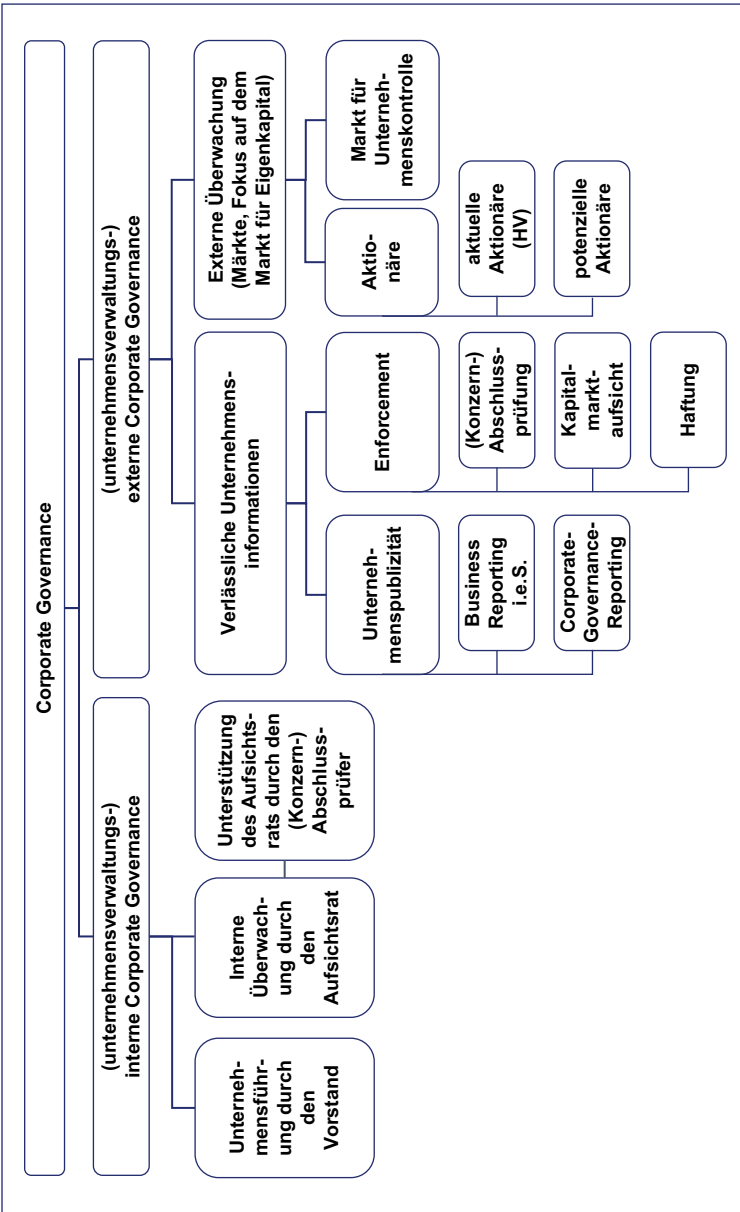 Corporate Governance
(unternehmensverwaltungs-)
interne Corporate Governance
(unternehmensverwaltungs-)
externe Corporate Governance
Unterneh-
mensführ-
ung durch
den
Vorstand
Interne
Überwach-
ung durch
den
Aufsichtsrat
Unterstützung
des Aufsichts-
rats durch den
(Konzern-)
Abschluss-
prüfer
Verlässliche Unternehmens-
informationen
Externe Überwachung
(Märkte, Fokus auf dem
Markt für Eigenkapital)
Unterneh-
menspublizität
Enforcement
Aktio-
näre
Markt für
Unterneh-
menskontrolle
Business
Reporting
i.e.S.
(Konzern-)
Abschluss-
prüfung
aktuelle
Aktionäre
(HV)
Corporate-
Governance-
Reporting
Kapital-
markt-
aufsicht
potenzielle
Aktionäre
Haftung